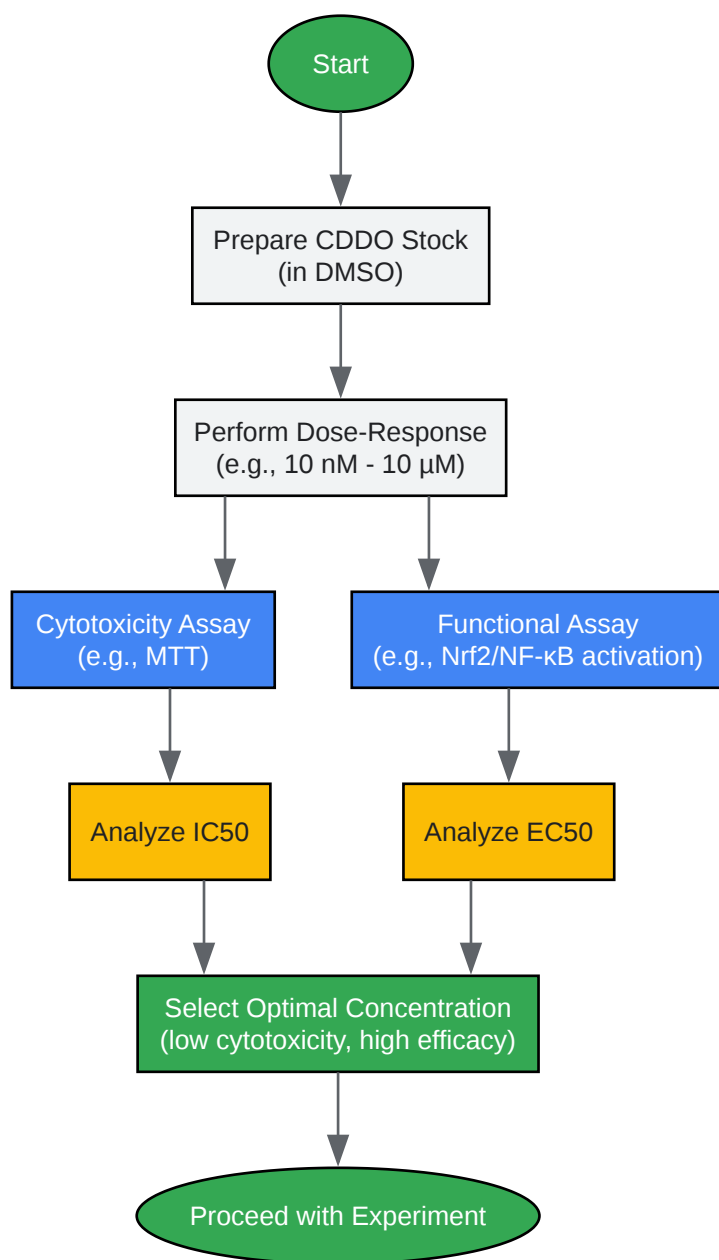 Start
Prepare CDDO Stock
(in DMSO)
Perform Dose-Response
(e.g., 10 nM - 10 µM)
Cytotoxicity Assay
(e.g., MTT)
Functional Assay
(e.g., Nrf2/NF-κB activation)
Analyze IC50
Analyze EC50
Select Optimal Concentration
(low cytotoxicity, high efficacy)
Proceed with Experiment